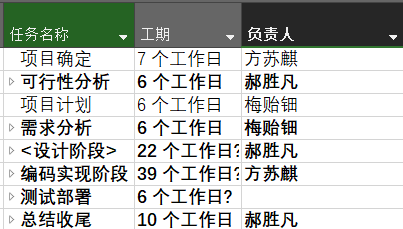 任务名称 工期 负责人
项目确定 7 个工作日 方苏麒
可行性分析 6 个工作日 郝胜凡
项目计划 6 个工作日 梅贻钿
需求分析 6 个工作日 梅贻钿
<设计阶段> 22 个工作日? 郝胜凡
编码实现阶段 39 个工作日? 方苏麒
测试部署 6 个工作日?
总结收尾 10 个工作日 郝胜凡